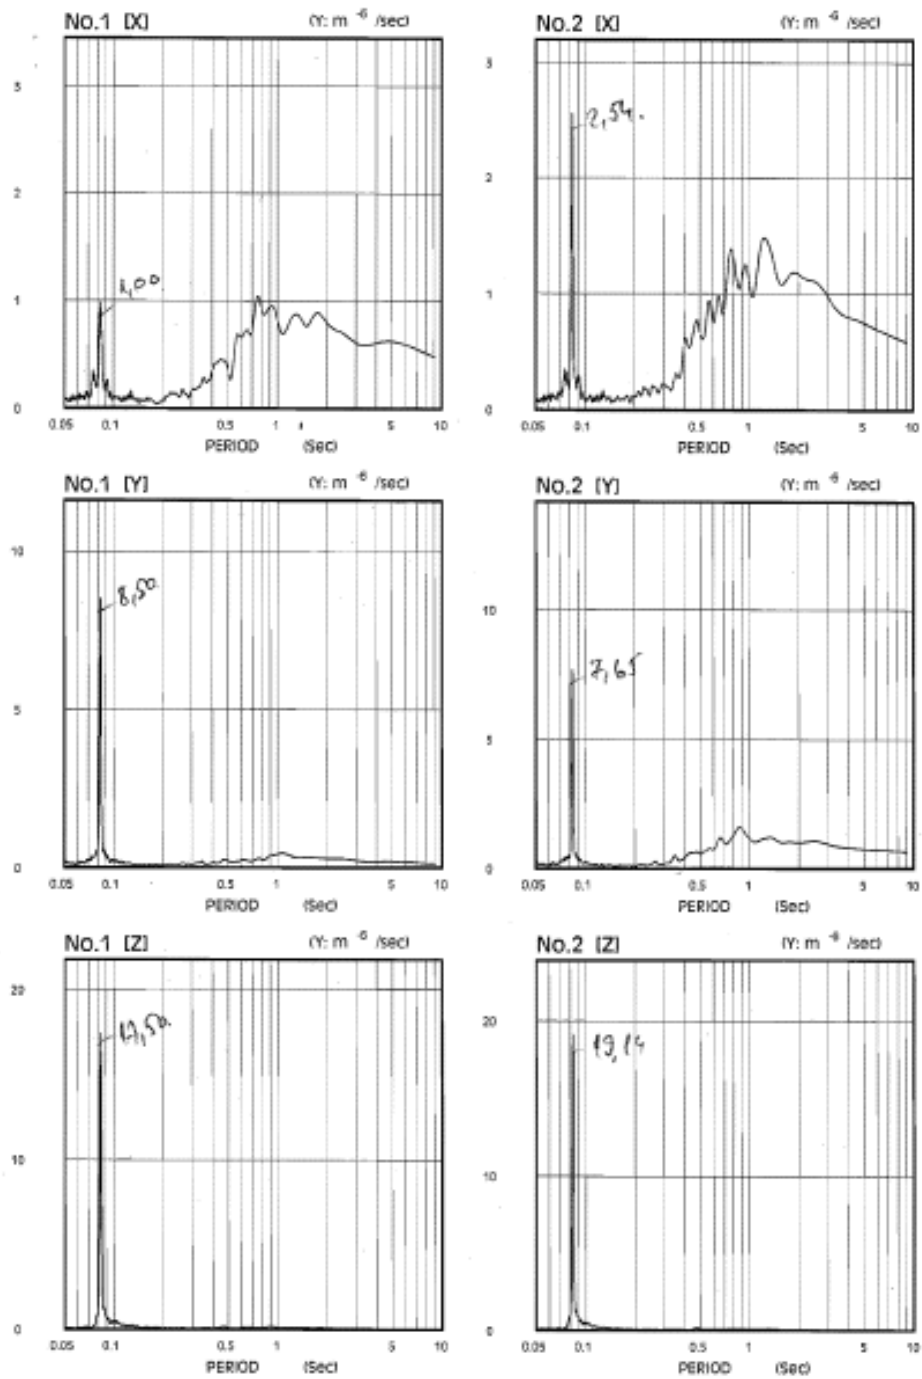 No.1 [X] (Y: m -6 /sec)
3
2
1,00
1
0
0.05 0.1 0.5 1 5 10
PERIOD (Sec)
No.2 [X] (Y: m -6 /sec)
3
2,54.
2
1
0
0.05 0.1 0.5 1 5 10
PERIOD (Sec)
No.1 [Y] (Y: m -6 /sec)
10
8,50.
5
0
0.05 0.1 0.5 1 5 10
PERIOD (Sec)
No.2 [Y] (Y: m -6 /sec)
10
7,65
5
0
0.05 0.1 0.5 1 5 10
PERIOD (Sec)
No.1 [Z] (Y: m -6 /sec)
20
17,50.
10
0
0.05 0.1 0.5 1 5 10
PERIOD (Sec)
No.2 [Z] (Y: m -6 /sec)
20
19,14
10
0
0.05 0.1 0.5 1 5 10
PERIOD (Sec)